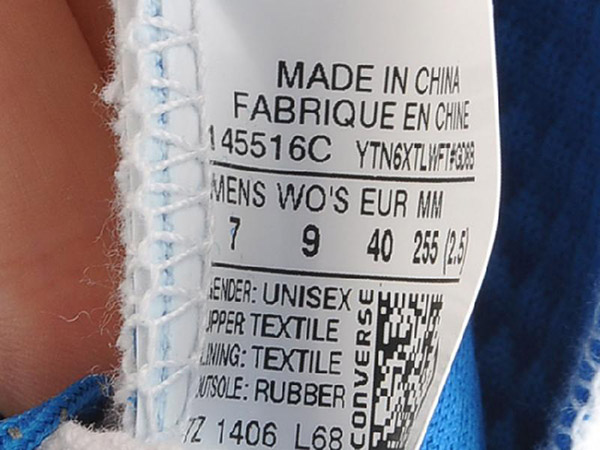 MADE IN CHINA
FABRIQUE EN CHINE
A 45516C YTN6XTLWFT#GD8B
MENS WO'S EUR MM
7 9 40 255 (2.5)
GENDER: UNISEX
UPPER TEXTILE
LINING: TEXTILE
OUTSOLE: RUBBER
CONVERSE
1406 L68